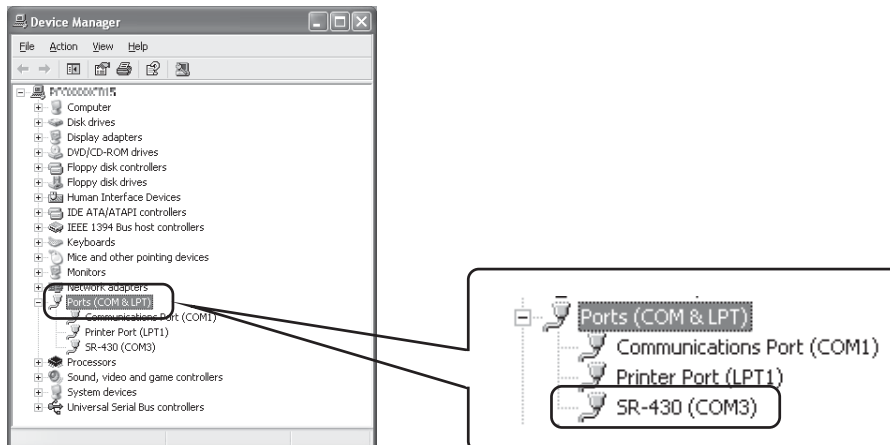 Device Manager
File Action View Help
Computer
Disk drives
Display adapters
DVD/CD-ROM drives
Floppy disk controllers
Floppy disk drives
Human Interface Devices
IDE ATA/ATAPI controllers
IEEE 1394 Bus host controllers
Keyboards
Mice and other pointing devices
Monitors
Network adapters
Ports (COM & LPT)
Communications Port (COM1)
Printer Port (LPT1)
SR-430 (COM3)
Processors
Sound, video and game controllers
System devices
Universal Serial Bus controllers
Ports (COM & LPT)
Communications Port (COM1)
Printer Port (LPT1)
SR-430 (COM3)